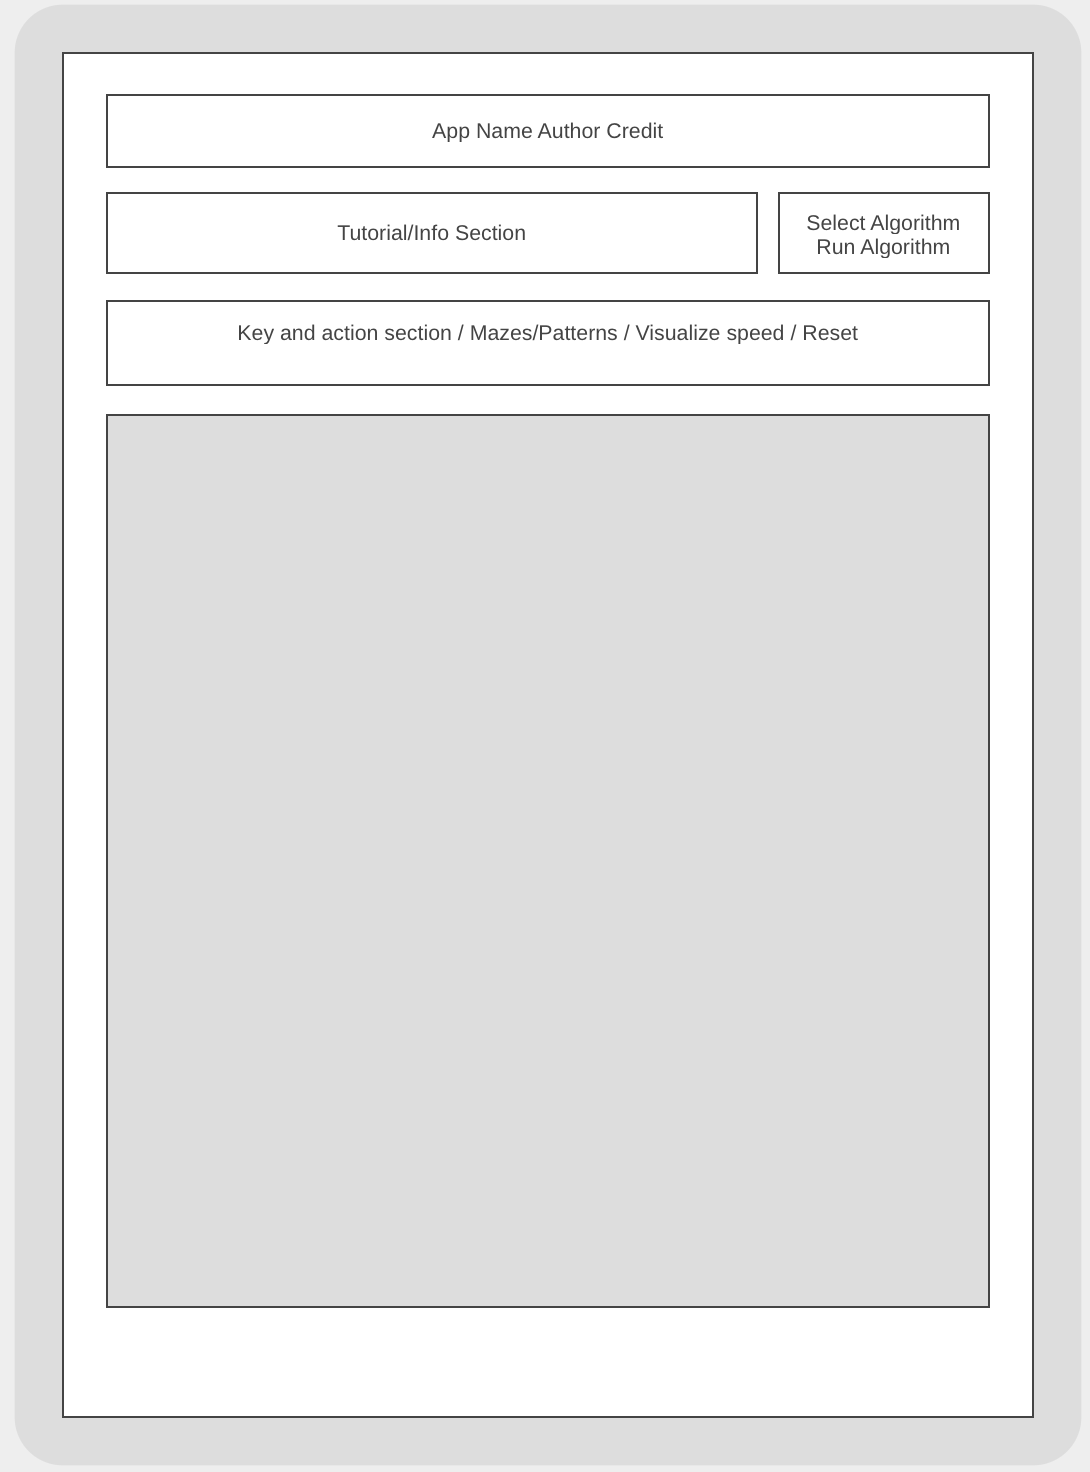 App Name Author Credit
Tutorial/Info Section
Select Algorithm
Run Algorithm
Key and action section / Mazes/Patterns / Visualize speed / Reset